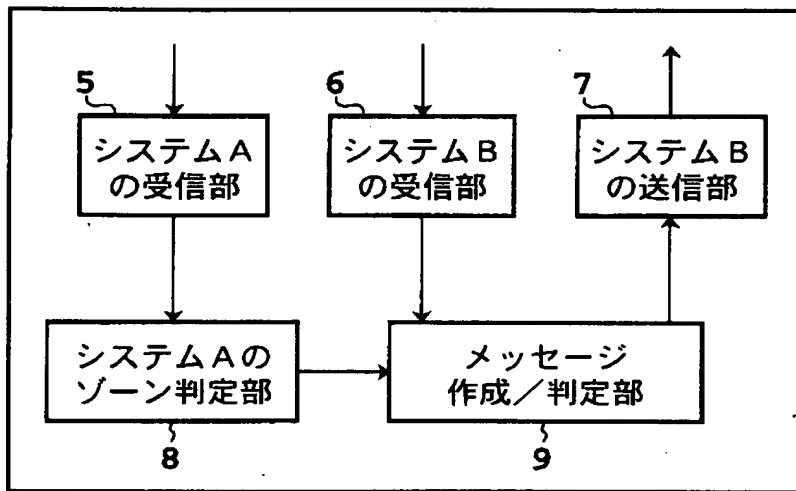 5
システムA
の受信部
6
システムB
の受信部
7
システムB
の送信部
システムAの
ゾーン判定部
8
メッセージ
作成／判定部
9